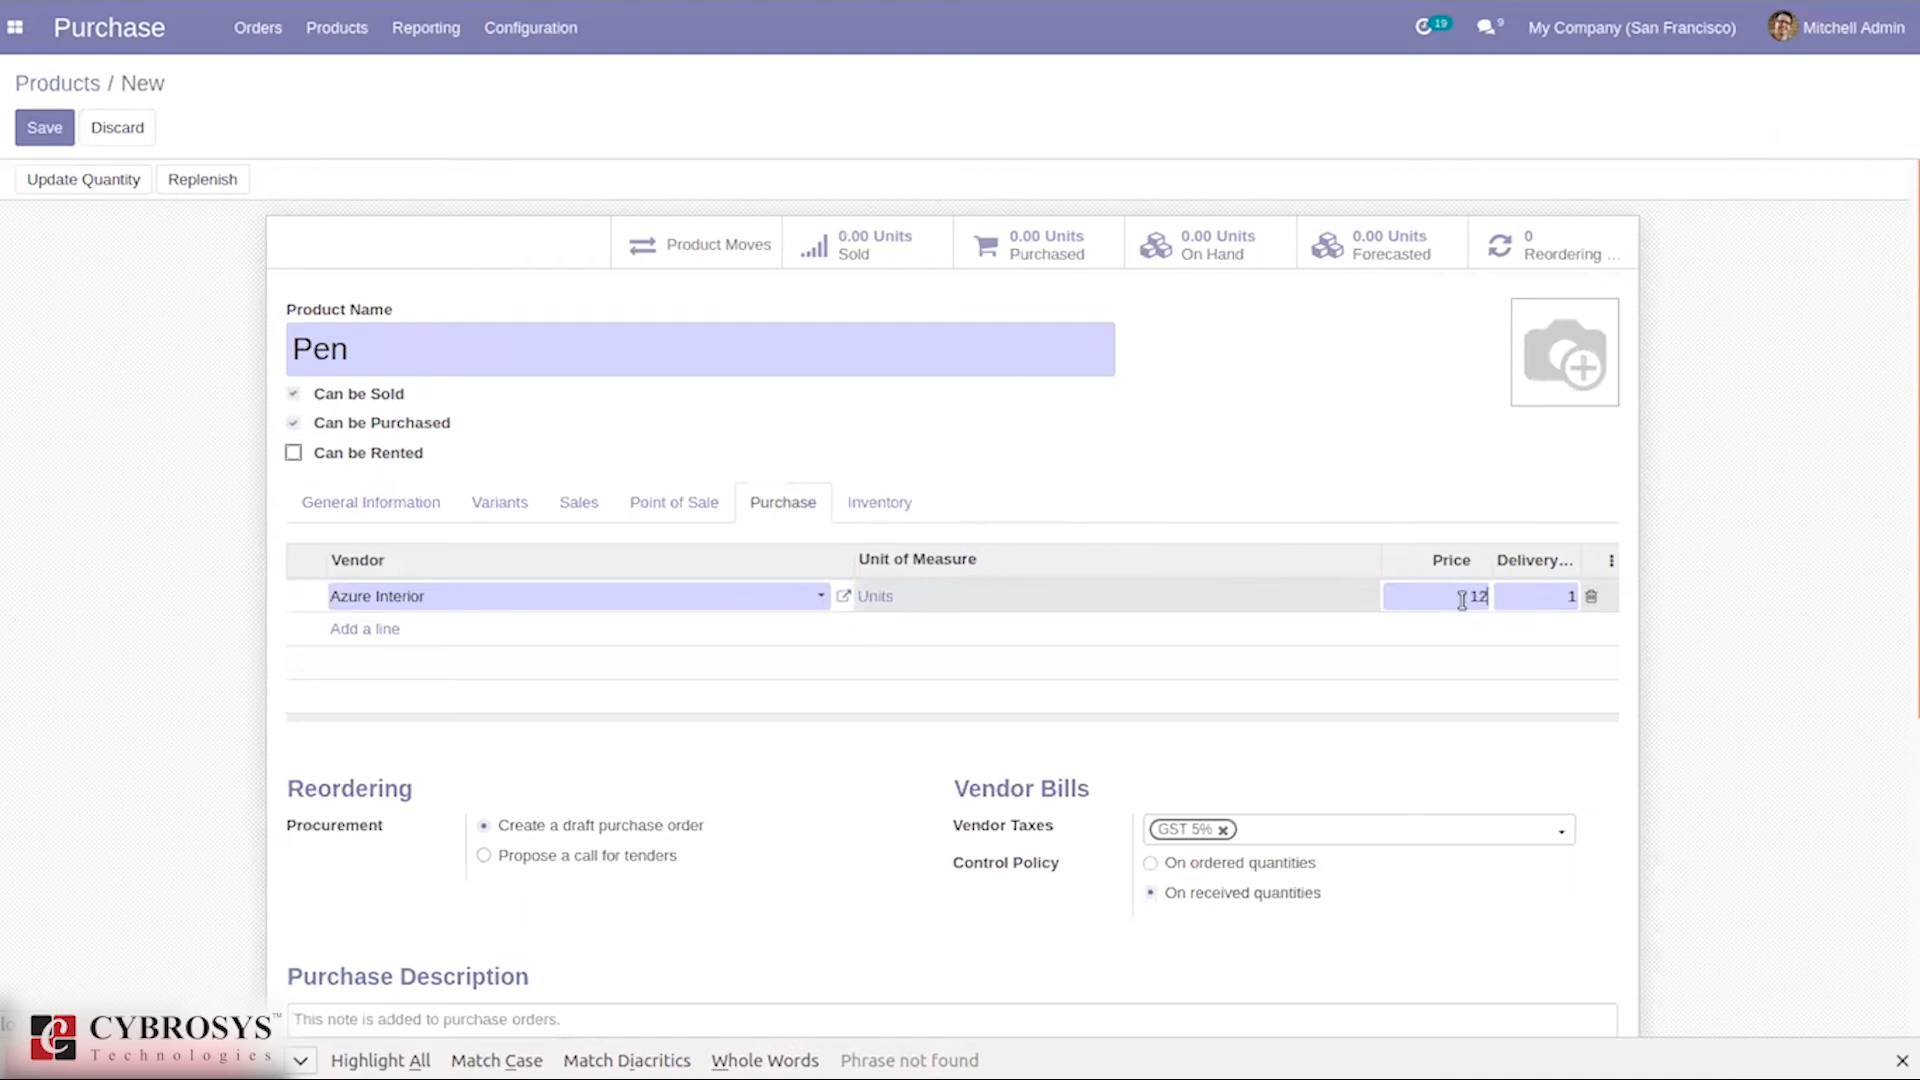 Purchase Orders Products Reporting Configuration 19 9 My Company (San Francisco) Mitchell Admin
Products / New
Save Discard
Update Quantity Replenish
Product Moves
0.00 Units
Sold
0.00 Units
Purchased
0.00 Units
On Hand
0.00 Units
Forecasted
0
Reordering ...
Product Name
Pen
Can be Sold
Can be Purchased
Can be Rented
General Information Variants Sales Point of Sale Purchase Inventory
Vendor Unit of Measure Price Delivery...
Azure Interior Units 12 1
Add a line
Reordering
Procurement
Create a draft purchase order
Propose a call for tenders
Vendor Bills
Vendor Taxes GST 5%
Control Policy
On ordered quantities
On received quantities
Purchase Description
This note is added to purchase orders.
CYBROSYS™
Technologies
Highlight All Match Case Match Diacritics Whole Words Phrase not found